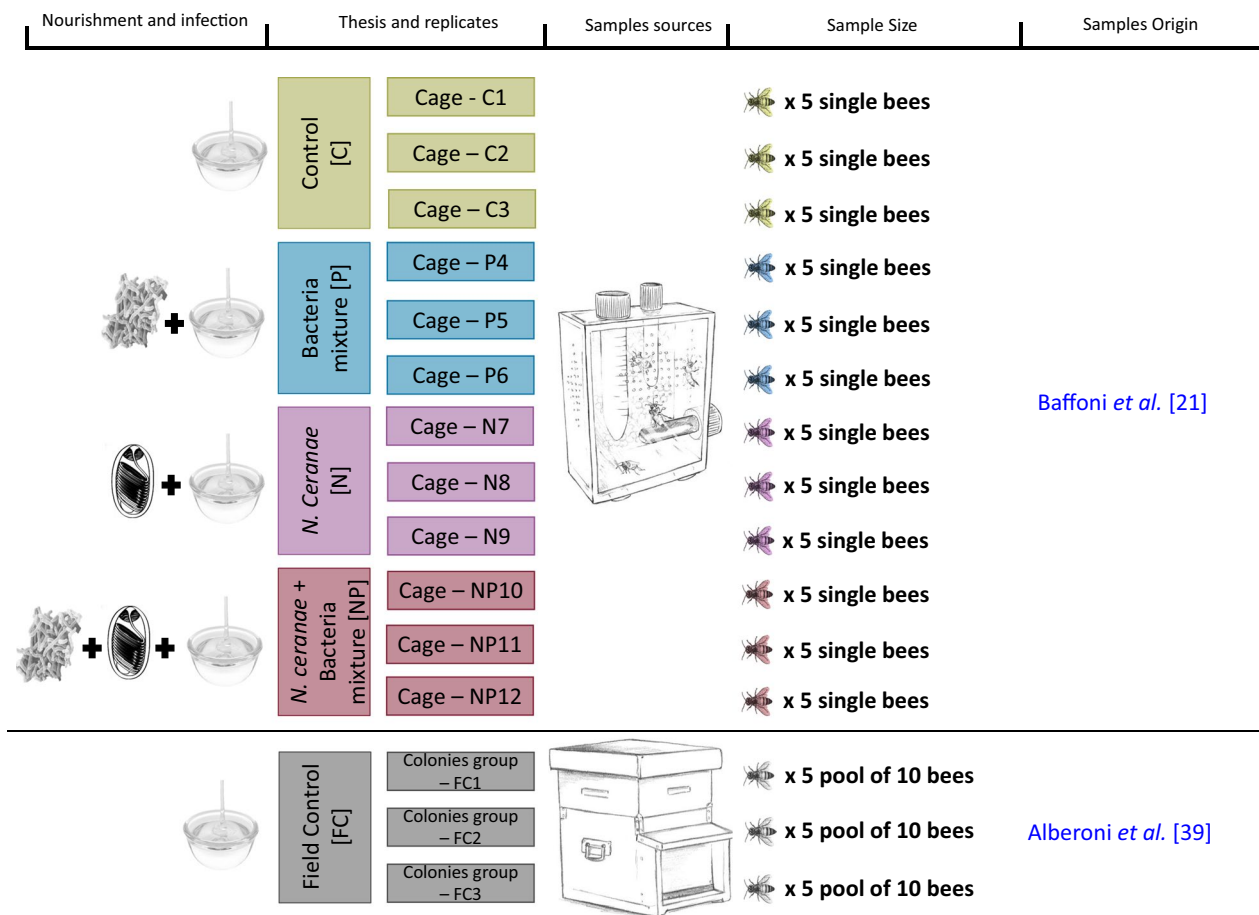 Nourishment and infection
Thesis and replicates
Samples sources
Sample Size
Samples Origin
Control
[C]
Cage - C1
x 5 single bees
Cage – C2
x 5 single bees
Cage – C3
x 5 single bees
Bacteria
mixture [P]
Cage – P4
x 5 single bees
Cage – P5
x 5 single bees
Cage – P6
x 5 single bees
N. Ceranae
[N]
Cage – N7
x 5 single bees
Cage – N8
x 5 single bees
Cage – N9
x 5 single bees
N. ceranae +
Bacteria
mixture [NP]
Cage – NP10
x 5 single bees
Cage – NP11
x 5 single bees
Cage – NP12
x 5 single bees
Baffoni et al. [21]
Field Control
[FC]
Colonies group
– FC1
x 5 pool of 10 bees
Colonies group
– FC2
x 5 pool of 10 bees
Colonies group
– FC3
x 5 pool of 10 bees
Alberoni et al. [39]